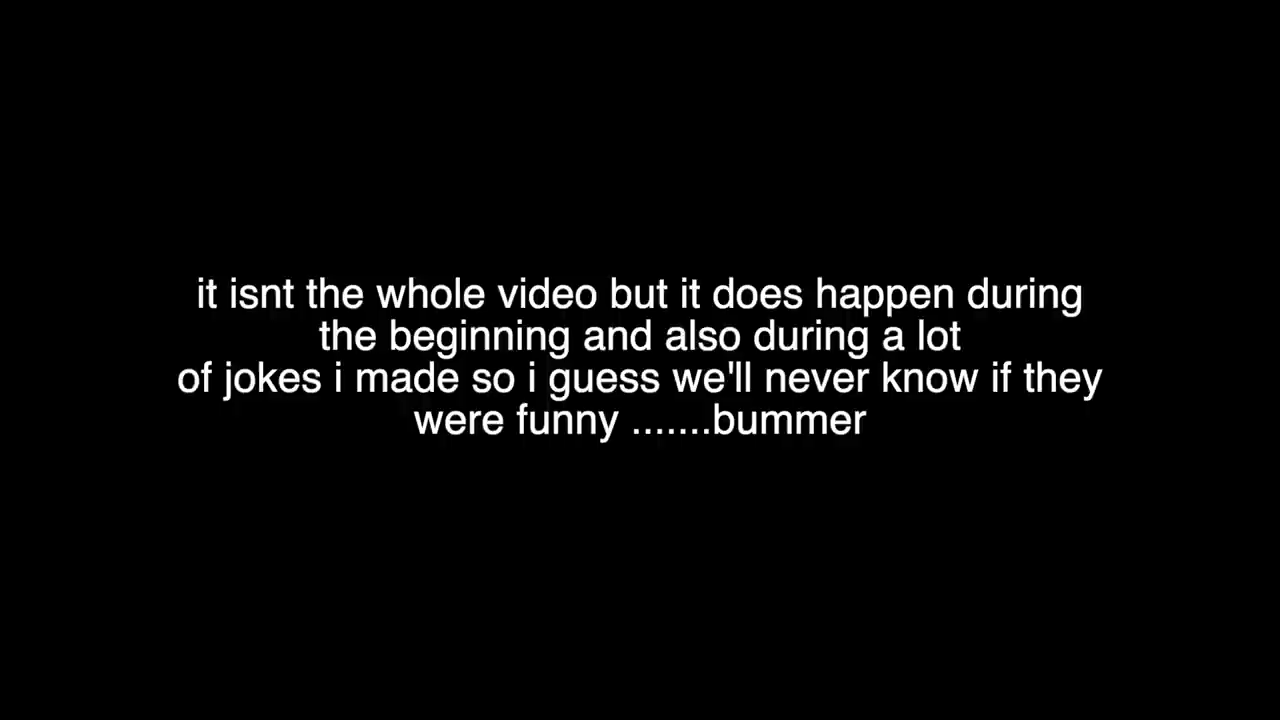 it isnt the whole video but it does happen during
the beginning and also during a lot
of jokes i made so i guess we'll never know if they
were funny .......bummer